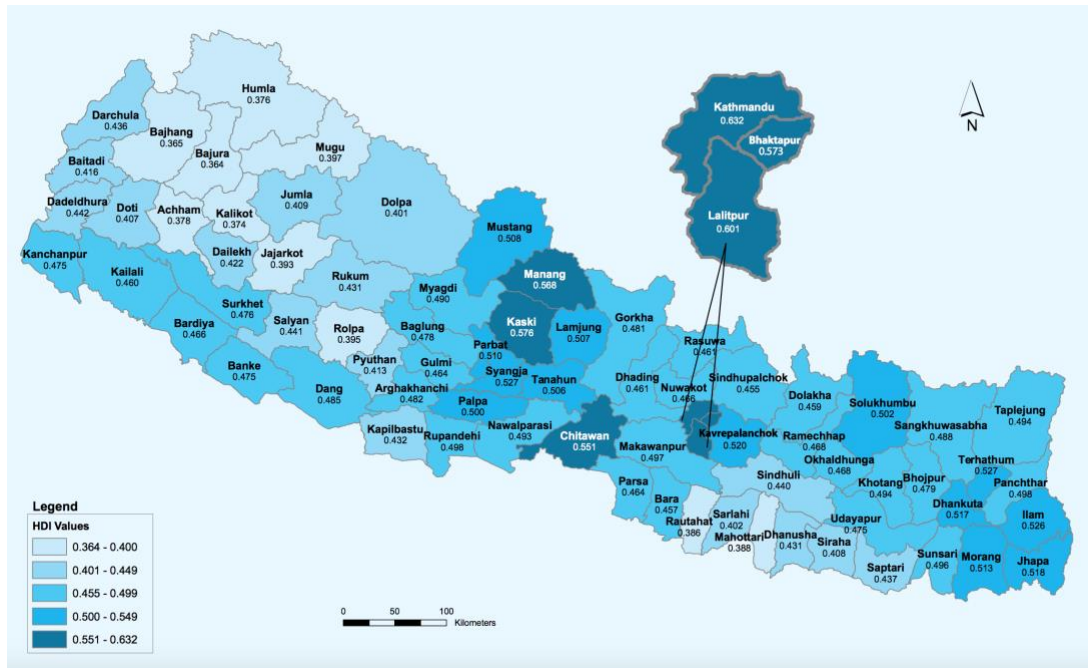 Humla
0.376
Darchula
0.436
Bajhang
0.365
Bajura
0.364
Mugu
0.397
Baitadi
0.416
Dadeldhura
0.442
Doti
0.407
Achham
0.378
Kalikot
0.374
Jumla
0.409
Dolpa
0.401
Kanchanpur
0.475
Kailali
0.460
Dailekh
0.422
Jajarkot
0.393
Rukum
0.431
Mustang
0.508
Manang
0.568
Myagdi
0.490
Surkhet
0.476
Salyan
0.441
Rolpa
0.395
Baglung
0.478
Kaski
0.576
Lamjung
0.507
Gorkha
0.481
Bardiya
0.466
Banke
0.475
Dang
0.485
Pyuthan
0.413
Gulmi
0.464
Parbat
0.510
Syangja
0.527
Tanahun
0.506
Arghakhanchi
0.482
Palpa
0.500
Kapilbastu
0.432
Rupandehi
0.498
Nawalparasi
0.493
Chitawan
0.551
Dhading
0.461
Rasuwa
0.461
Nuwakot
0.466
Sindhupalchok
0.455
Makawanpur
0.497
Kavrepalanchok
0.520
Dolakha
0.459
Ramechhap
0.468
Okhaldhunga
0.468
Solukhumbu
0.502
Sangkhuwasabha
0.488
Taplejung
0.494
Terhathum
0.527
Panchthar
0.498
Khotang
0.494
Bhojpur
0.479
Dhankuta
0.517
Ilam
0.526
Parsa
0.464
Bara
0.457
Rautahat
0.386
Sarlahi
0.402
Mahottari
0.388
Dhanusha
0.431
Sindhuli
0.440
Siraha
0.408
Udayapur
0.475
Saptari
0.437
Sunsari
0.496
Morang
0.513
Jhapa
0.518
Kathmandu
0.632
Bhaktapur
0.573
Lalitpur
0.601
N
Legend
HDI Values
0.364 - 0.400
0.401 - 0.449
0.455 - 0.499
0.500 - 0.549
0.551 - 0.632
0 50 100
Kilometers